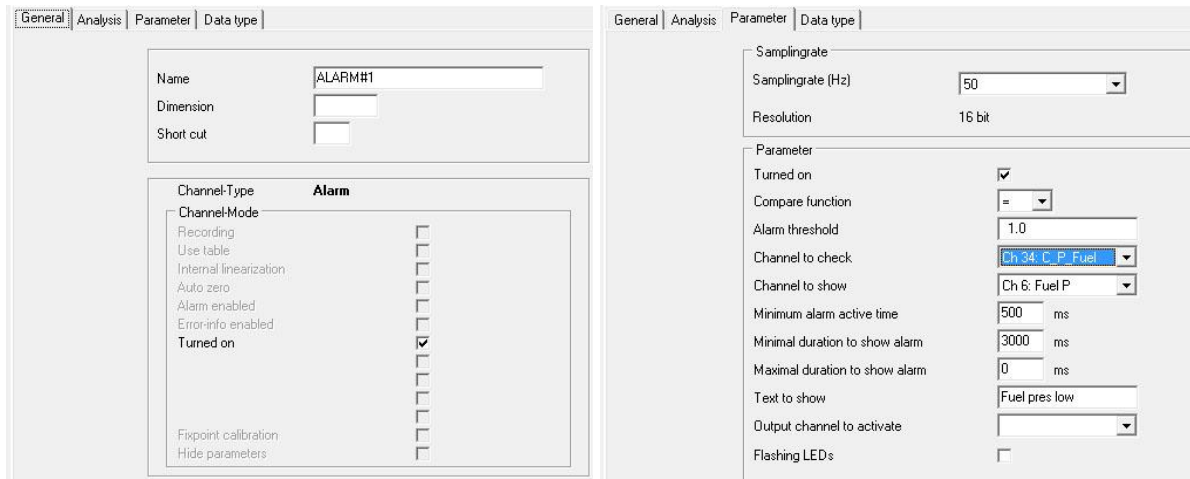 General Analysis Parameter Data type
Name ALARM#1
Dimension
Short cut
Channel-Type Alarm
Channel-Mode
Recording
Use table
Internal linearization
Auto zero
Alarm enabled
Error-info enabled
Turned on
Fixpoint calibration
Hide parameters
General Analysis Parameter Data type
Samplingrate
Samplingrate (Hz) 50
Resolution 16 bit
Parameter
Turned on
Compare function =
Alarm threshold 1.0
Channel to check Ch 34: C_P_Fuel
Channel to show Ch 6: Fuel P
Minimum alarm active time 500 ms
Minimal duration to show alarm 3000 ms
Maximal duration to show alarm 0 ms
Text to show Fuel pres low
Output channel to activate
Flashing LEDs